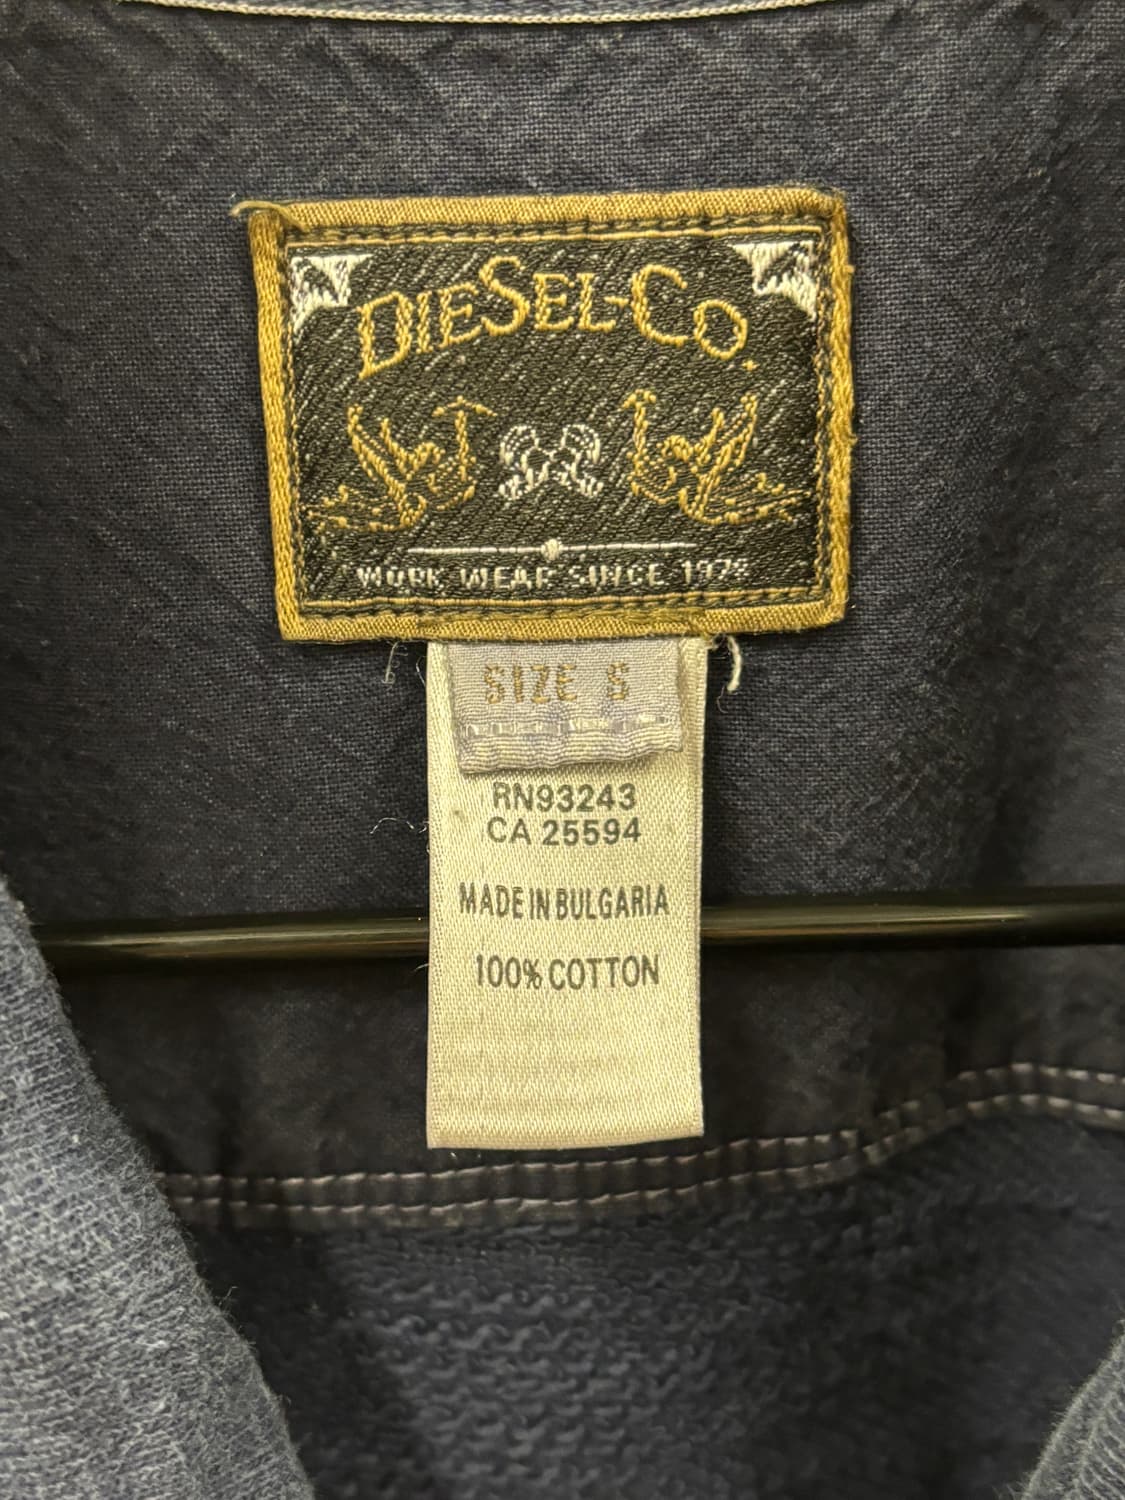 DIESEL-CO.
WORK WEAR SINCE 1978
SIZE S
RN93243
CA 25594
MADE IN BULGARIA
100% COTTON